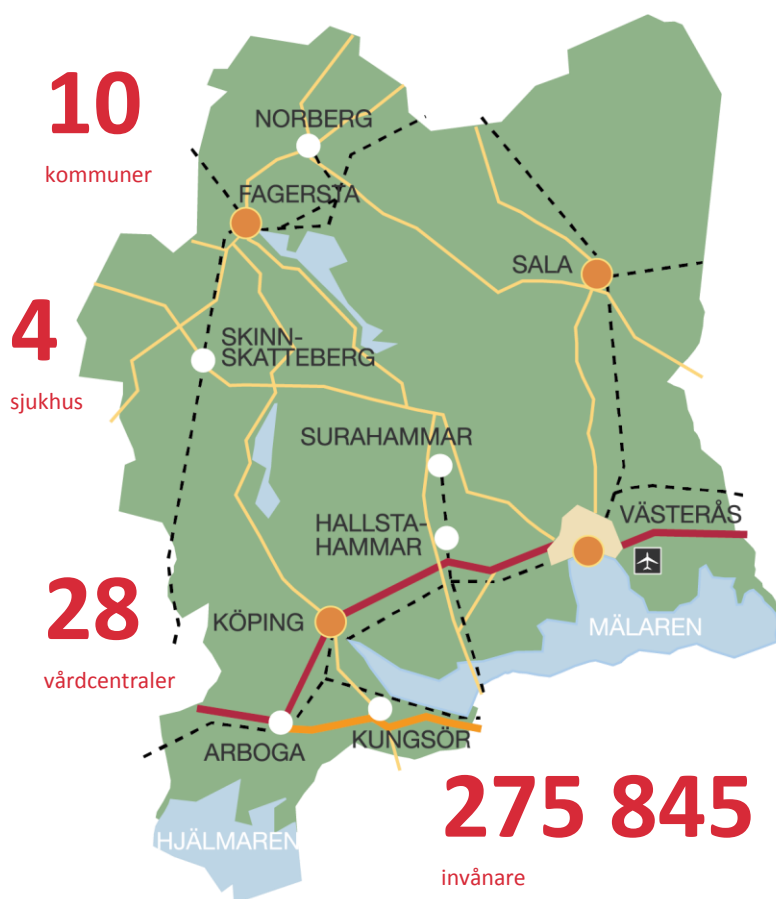 10
kommuner
NORBERG
FAGERSTA
SALA
4
sjukhus
SKINN-
SKATTEBERG
SURAHAMMAR
HALLSTA-
HAMMAR
VÄSTERÅS
28
vårdcentraler
KÖPING
MÄLAREN
ARBOGA
KUNGSÖR
HJÄLMAREN
275 845
invånare